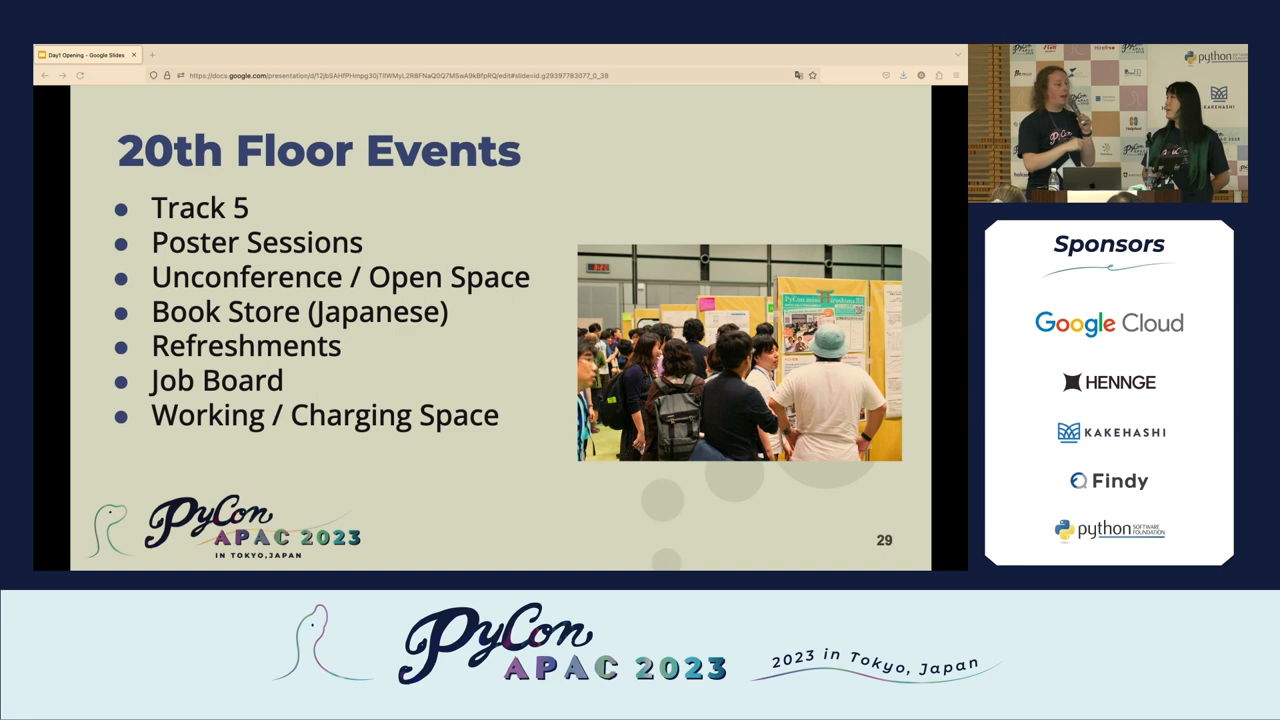 Day1 Opening - Google Slides
20th Floor Events
Track 5
Poster Sessions
Unconference / Open Space
Book Store (Japanese)
Refreshments
Job Board
Working / Charging Space
PyCon
APAC 2023
IN TOKYO,JAPAN
29
python
KAKEHASHI
Sponsors
Google Cloud
HENNGE
KAKEHASHI
Findy
python SOFTWARE FOUNDATION
PyCon
APAC 2023
2023 in Tokyo, Japan